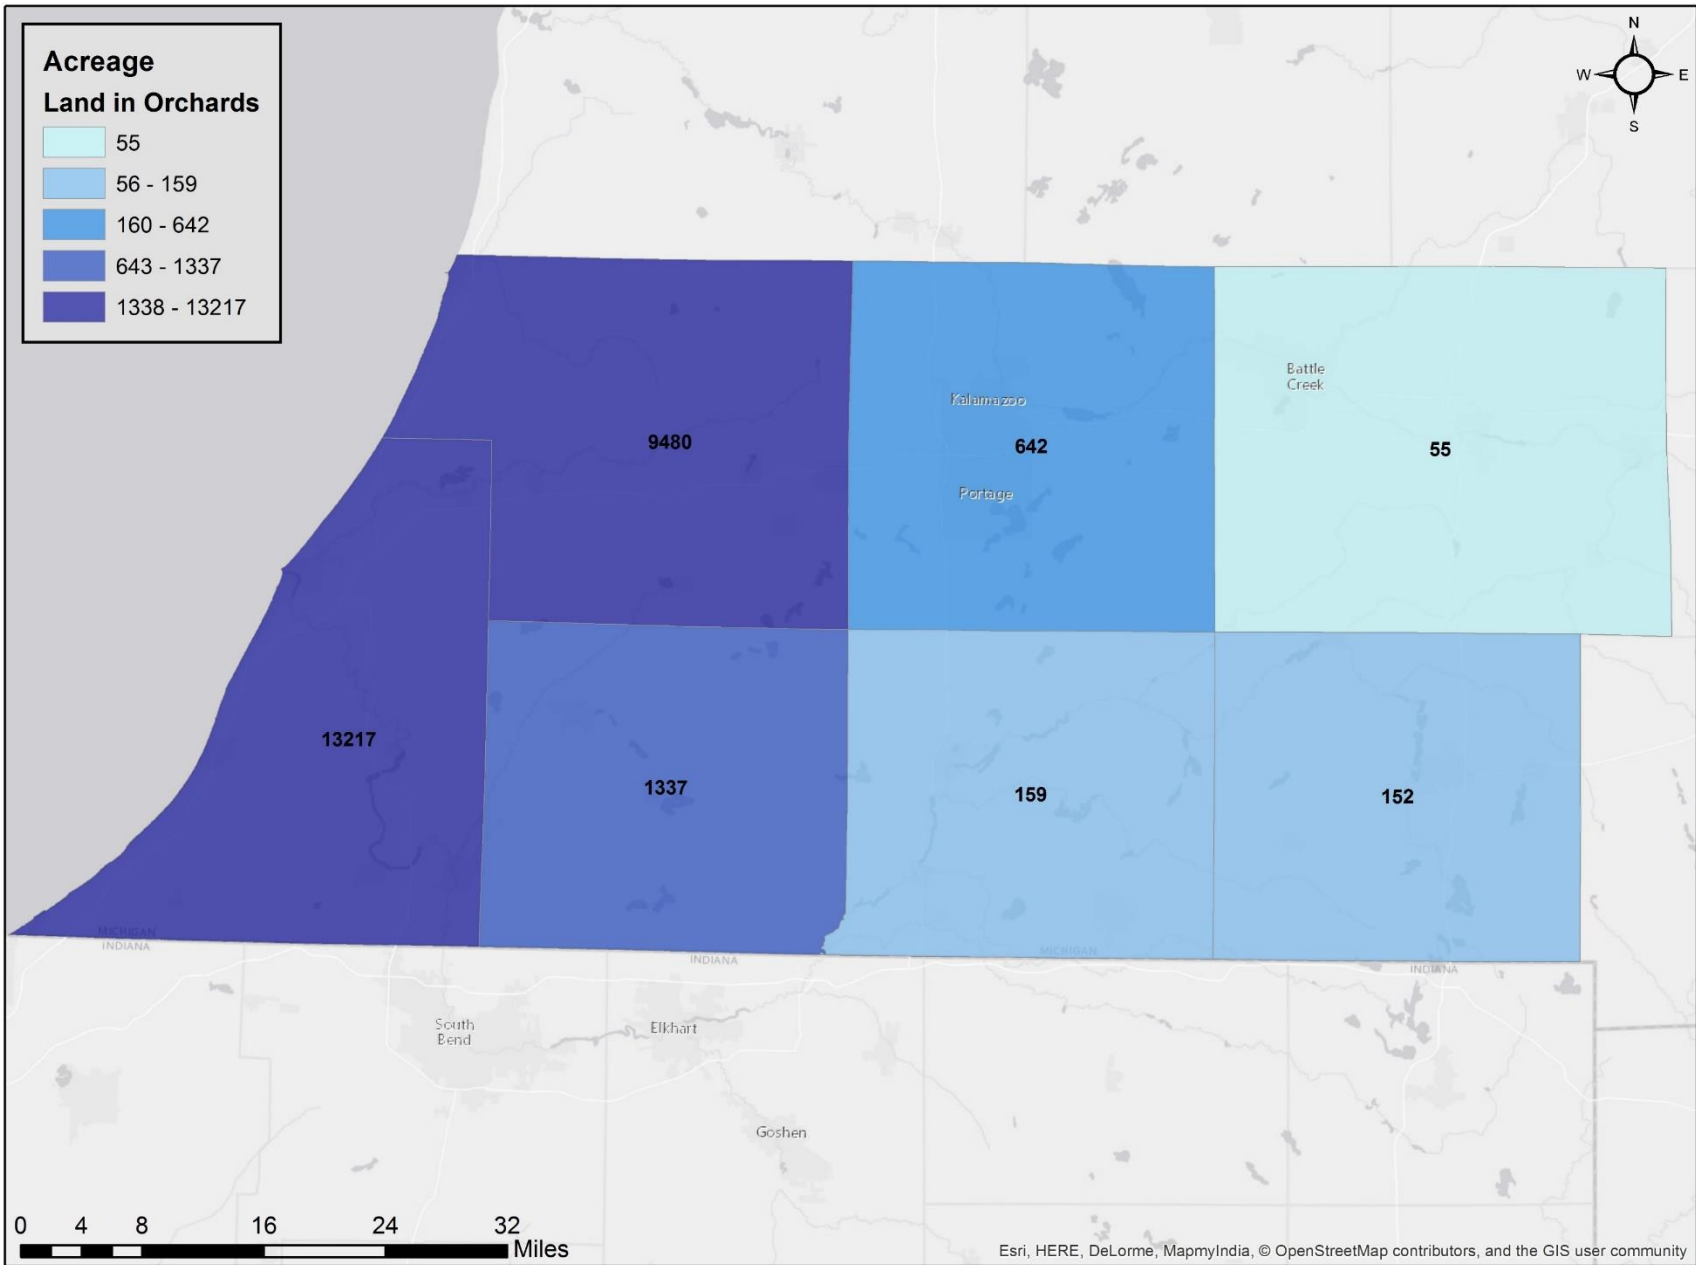 Acreage
Land in Orchards
55
56 - 159
160 - 642
643 - 1337
1338 - 13217
N
W
E
S
Battle
Creek
Kalamazoo
9480
642
55
Portage
13217
1337
159
152
MICHIGAN
INDIANA
INDIANA
MICHIGAN
INDIANA
South
Bend
Elkhart
Goshen
0 4 8 16 24 32
Miles
Esri, HERE, DeLorme, MapmyIndia, © OpenStreetMap contributors, and the GIS user community